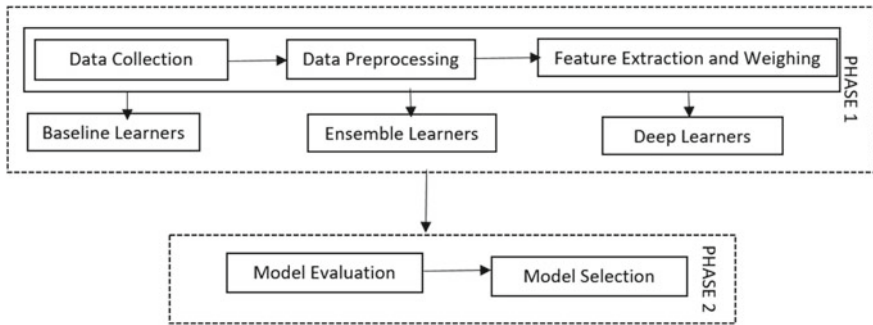 Data Collection
Data Preprocessing
Feature Extraction and Weighing
Baseline Learners
Ensemble Learners
Deep Learners
PHASE 1
Model Evaluation
Model Selection
PHASE 2